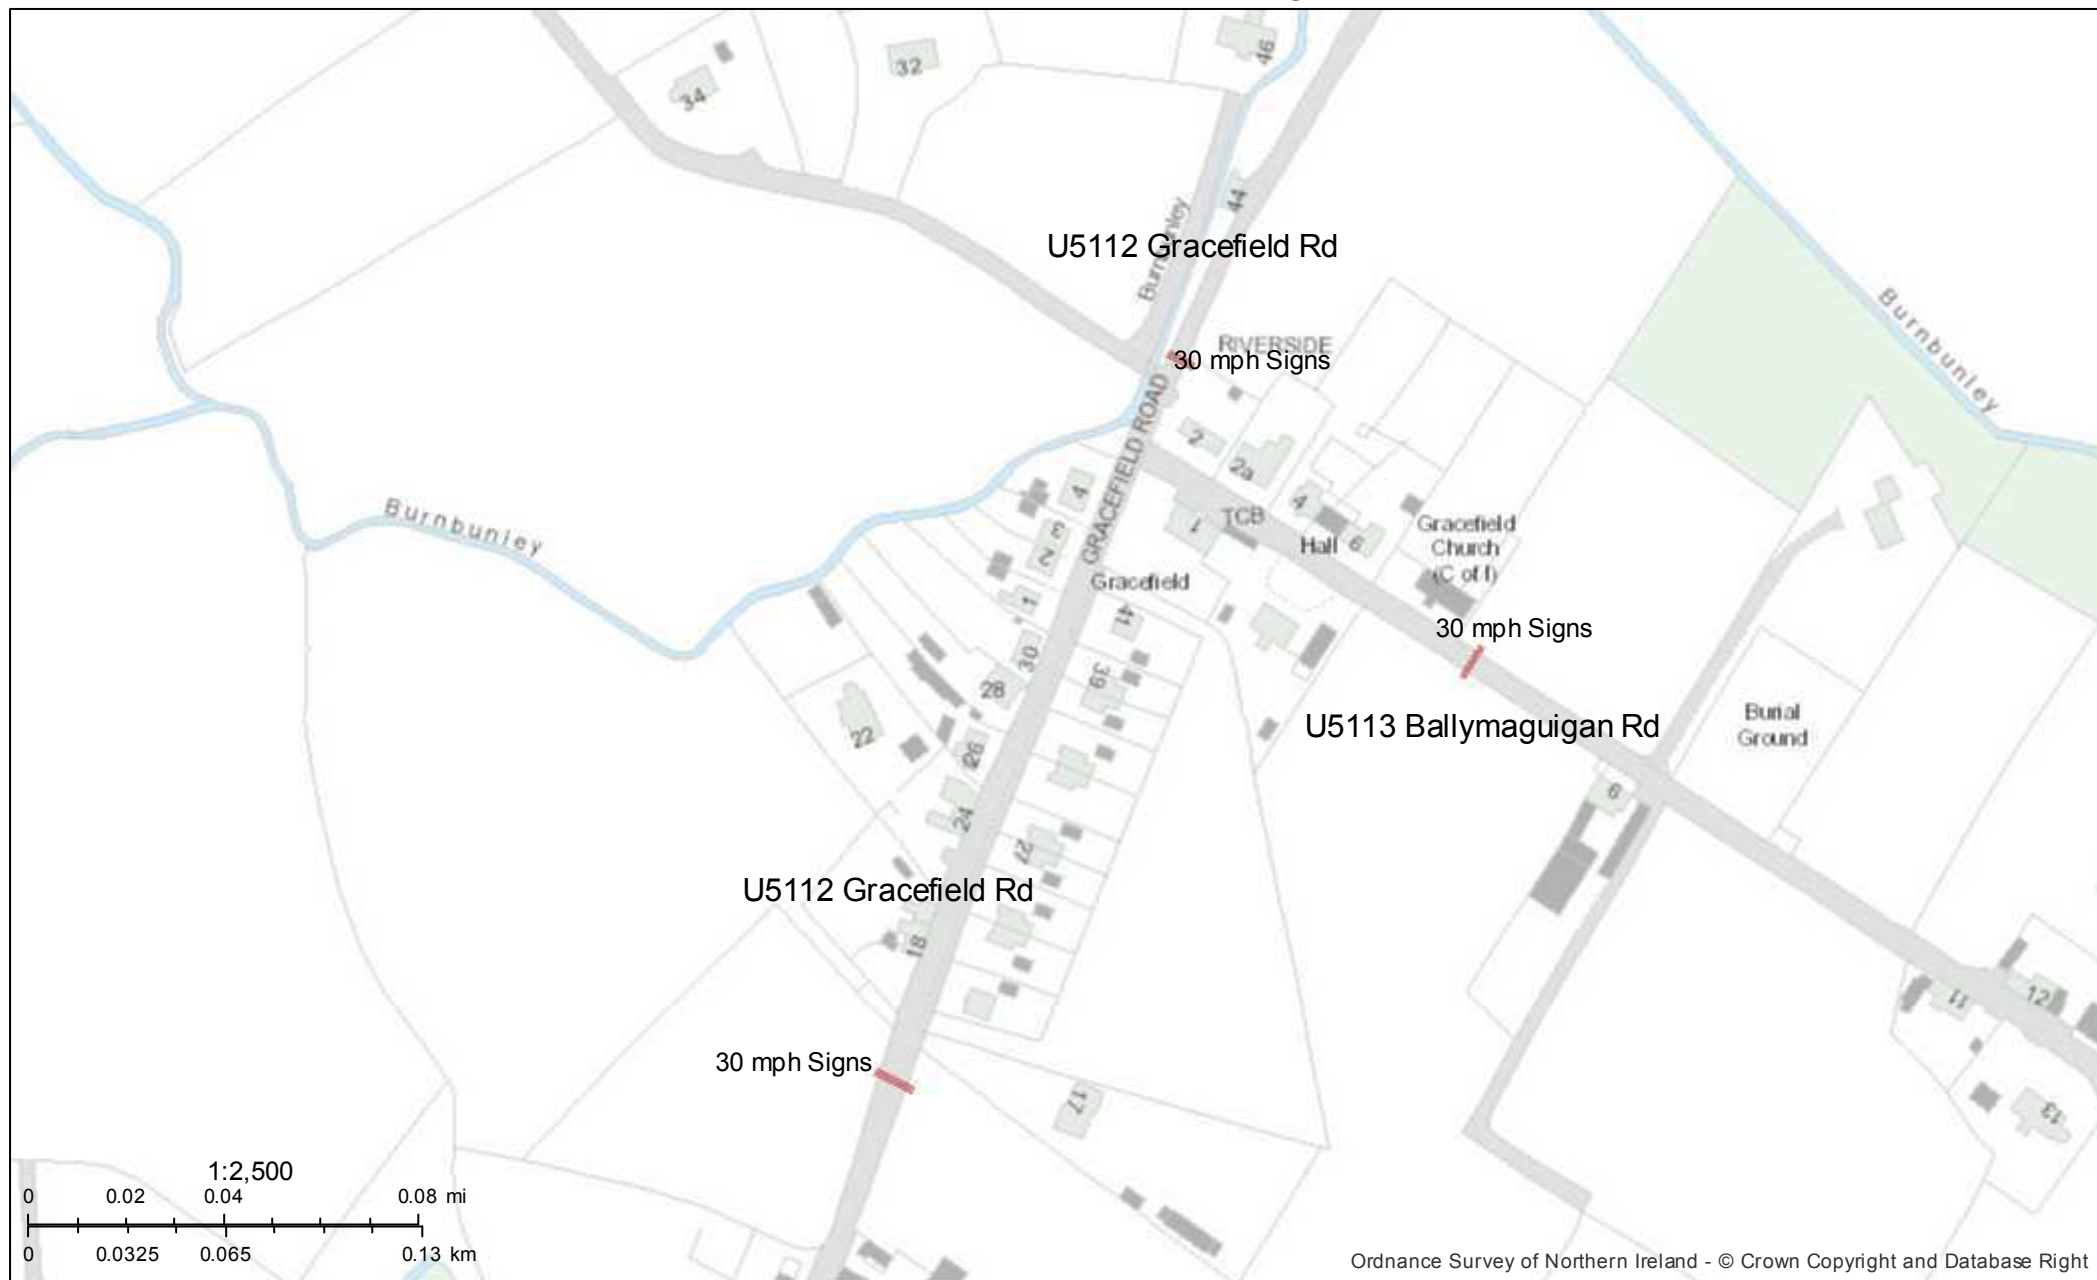 46
32
34
44
Burnbunley
U5112 Gracefield Rd
Burnbunley
RIVERSIDE
30 mph Signs
GRACEFIELD ROAD
2
2a
4
4
TCB
1
Hall
6
Gracefield
Church
(C of I)
3
2
Burnbunley
Gracefield
1
41
30 mph Signs
30
39
28
U5113 Ballymaguigan Rd
Burial
Ground
22
26
6
24
27
U5112 Gracefield Rd
18
11
12
30 mph Signs
17
13
1:2,500
0 0.02 0.04 0.08 mi
0 0.0325 0.065 0.13 km
Ordnance Survey of Northern Ireland - © Crown Copyright and Database Right